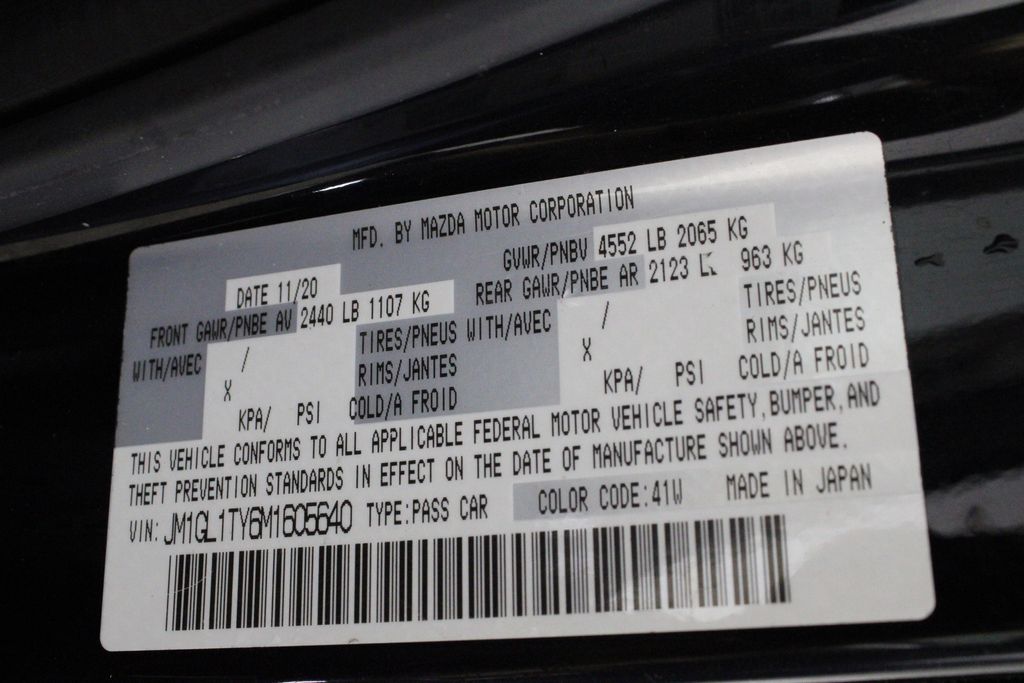 MFD. BY MAZDA MOTOR CORPORATION
DATE 11/20 GVWR/PNBV 4552 LB 2065 KG
FRONT GAWR/PNBE AV 2440 LB 1107 KG REAR GAWR/PNBE AR 2123 963 KG
WITH/AVEC / TIRES/PNEUS WITH/AVEC / TIRES/PNEUS
X RIMS/JANTES X RIMS/JANTES
KPA/ PSI COLD/A FROID KPA/ PSI COLD/A FROID
THIS VEHICLE CONFORMS TO ALL APPLICABLE FEDERAL MOTOR VEHICLE SAFETY, BUMPER, AND
THEFT PREVENTION STANDARDS IN EFFECT ON THE DATE OF MANUFACTURE SHOWN ABOVE.
VIN: JM1GL1TY6M1605640 TYPE: PASS CAR COLOR CODE: 41W MADE IN JAPAN